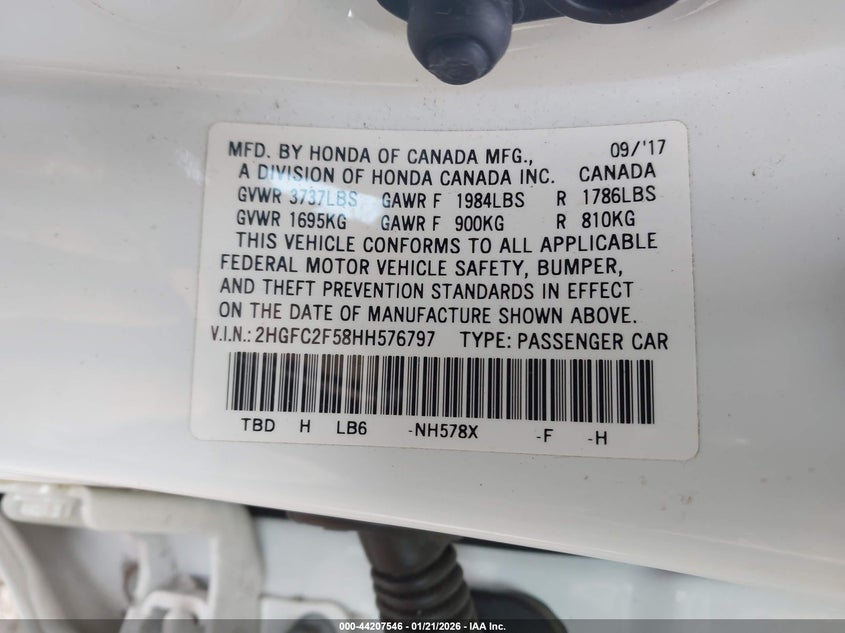 MFD. BY HONDA OF CANADA MFG., 09/'17
A DIVISION OF HONDA CANADA INC. CANADA
GVWR 3737LBS GAWR F 1984LBS R 1786LBS
GVWR 1695KG GAWR F 900KG R 810KG
THIS VEHICLE CONFORMS TO ALL APPLICABLE
FEDERAL MOTOR VEHICLE SAFETY, BUMPER,
AND THEFT PREVENTION STANDARDS IN EFFECT
ON THE DATE OF MANUFACTURE SHOWN ABOVE.
V.I.N.: 2HGFC2F58HH576797 TYPE: PASSENGER CAR
TBD H LB6 -NH578X -F -H
000-44207546 - 01/21/2026 - IAA Inc.